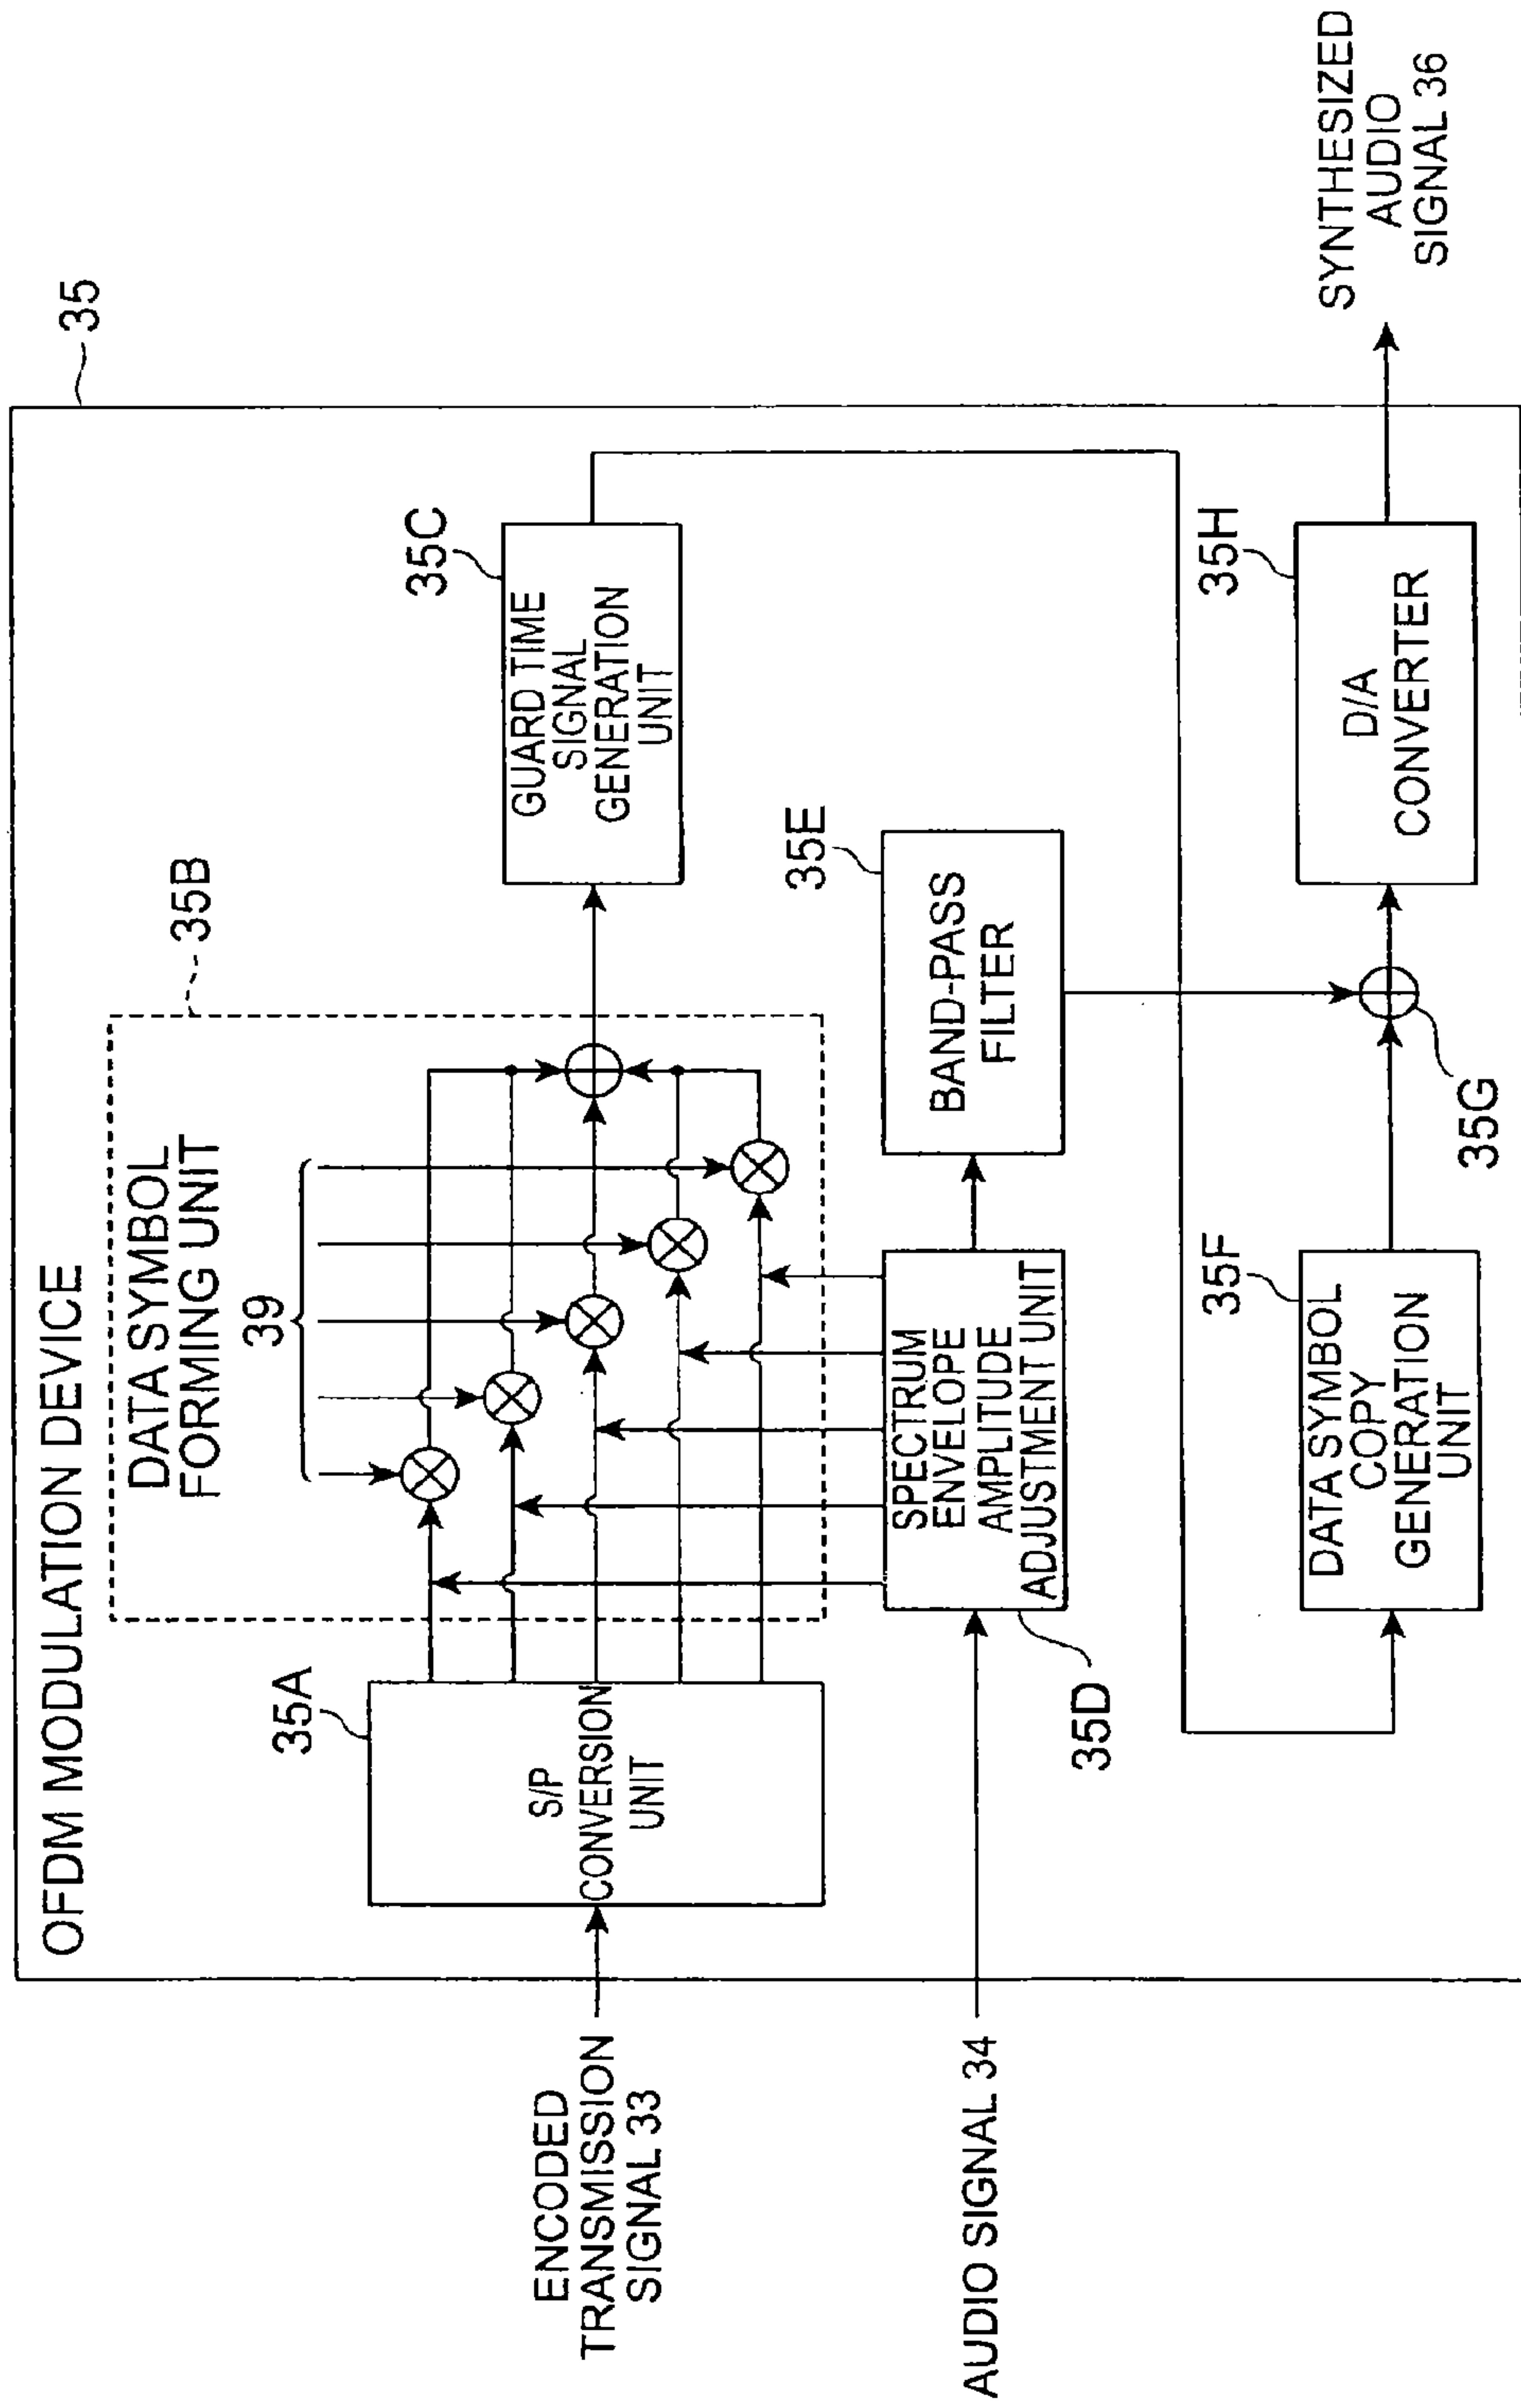 OFDM MODULATION DEVICE
35
DATA SYMBOL
FORMING UNIT
35B
39
35A
S/P
CONVERSION
UNIT
35C
GUARD TIME
SIGNAL
GENERATION
UNIT
ENCODED
TRANSMISSION
SIGNAL 33
AUDIO SIGNAL 34
SPECTRUM
ENVELOPE
AMPLITUDE
ADJUSTMENT UNIT
35D
35E
BAND-PASS
FILTER
35F
DATA SYMBOL
COPY
GENERATION
UNIT
35G
35H
D/A
CONVERTER
SYNTHESIZED
AUDIO
SIGNAL 36